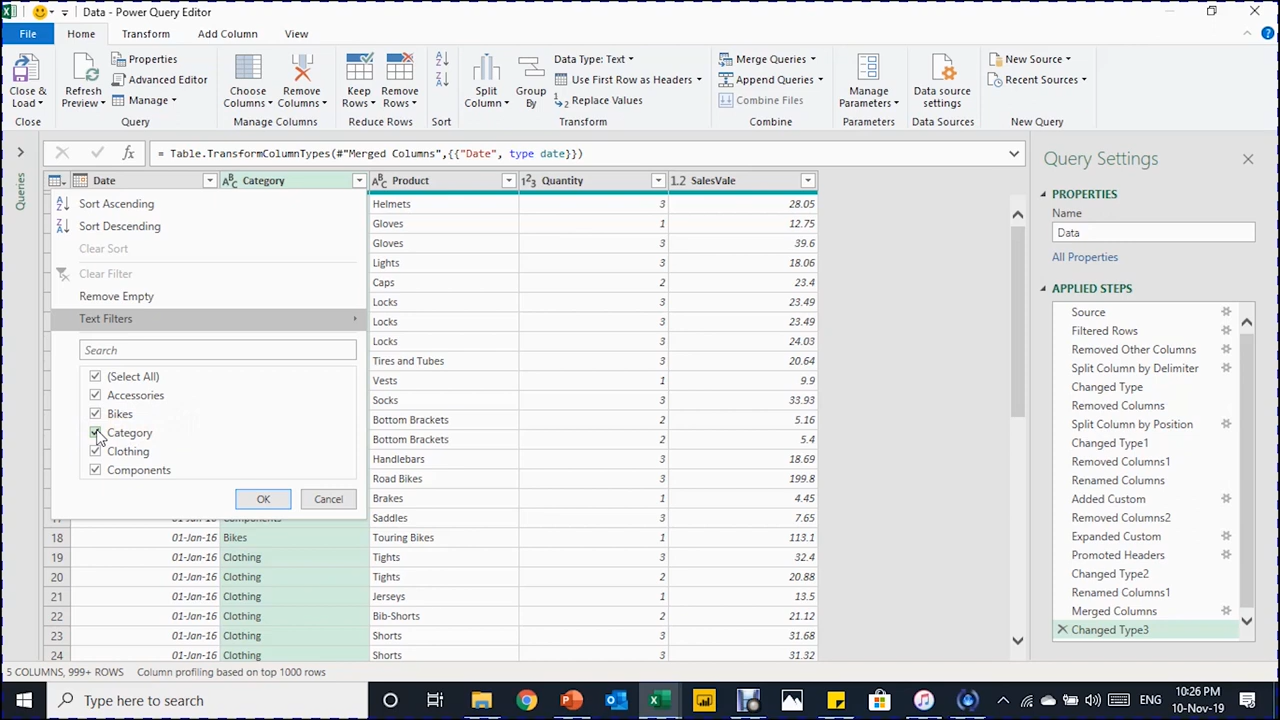 Data - Power Query Editor
File
Home
Transform
Add Column
View
Close & Load
Close
Refresh Preview
Properties
Advanced Editor
Manage
Query
Choose Columns
Remove Columns
Manage Columns
Keep Rows
Remove Rows
Reduce Rows
Sort
Split Column
Group By
Data Type: Text
Use First Row as Headers
Replace Values
Transform
Merge Queries
Append Queries
Combine Files
Combine
Manage Parameters
Parameters
Data source settings
Data Sources
New Source
Recent Sources
New Query
Queries
= Table.TransformColumnTypes(#"Merged Columns",{{"Date", type date}})
Date
Category
Product
Quantity
SalesVale
Sort Ascending
Sort Descending
Clear Sort
Clear Filter
Remove Empty
Text Filters
Search
(Select All)
Accessories
Bikes
Category
Clothing
Components
OK
Cancel
Helmets 3 28.05
Gloves 1 12.75
Gloves 3 39.6
Lights 3 18.06
Caps 2 23.4
Locks 3 23.49
Locks 3 23.49
Locks 3 24.03
Tires and Tubes 3 20.64
Vests 1 9.9
Socks 3 33.93
Bottom Brackets 2 5.16
Bottom Brackets 2 5.4
Handlebars 3 18.69
Road Bikes 3 199.8
Brakes 1 4.45
17 01-Jan-16 Components Saddles 3 7.65
18 01-Jan-16 Bikes Touring Bikes 1 113.1
19 01-Jan-16 Clothing Tights 3 32.4
20 01-Jan-16 Clothing Tights 2 20.88
21 01-Jan-16 Clothing Jerseys 1 13.5
22 01-Jan-16 Clothing Bib-Shorts 2 21.12
23 01-Jan-16 Clothing Shorts 3 31.68
24 01-Jan-16 Clothing Shorts 3 31.32
Query Settings
PROPERTIES
Name
Data
All Properties
APPLIED STEPS
Source
Filtered Rows
Removed Other Columns
Split Column by Delimiter
Changed Type
Removed Columns
Split Column by Position
Changed Type1
Removed Columns1
Renamed Columns
Added Custom
Removed Columns2
Expanded Custom
Promoted Headers
Changed Type2
Renamed Columns1
Merged Columns
Changed Type3
5 COLUMNS, 999+ ROWS
Column profiling based on top 1000 rows
Type here to search
ENG
10:26 PM
10-Nov-19